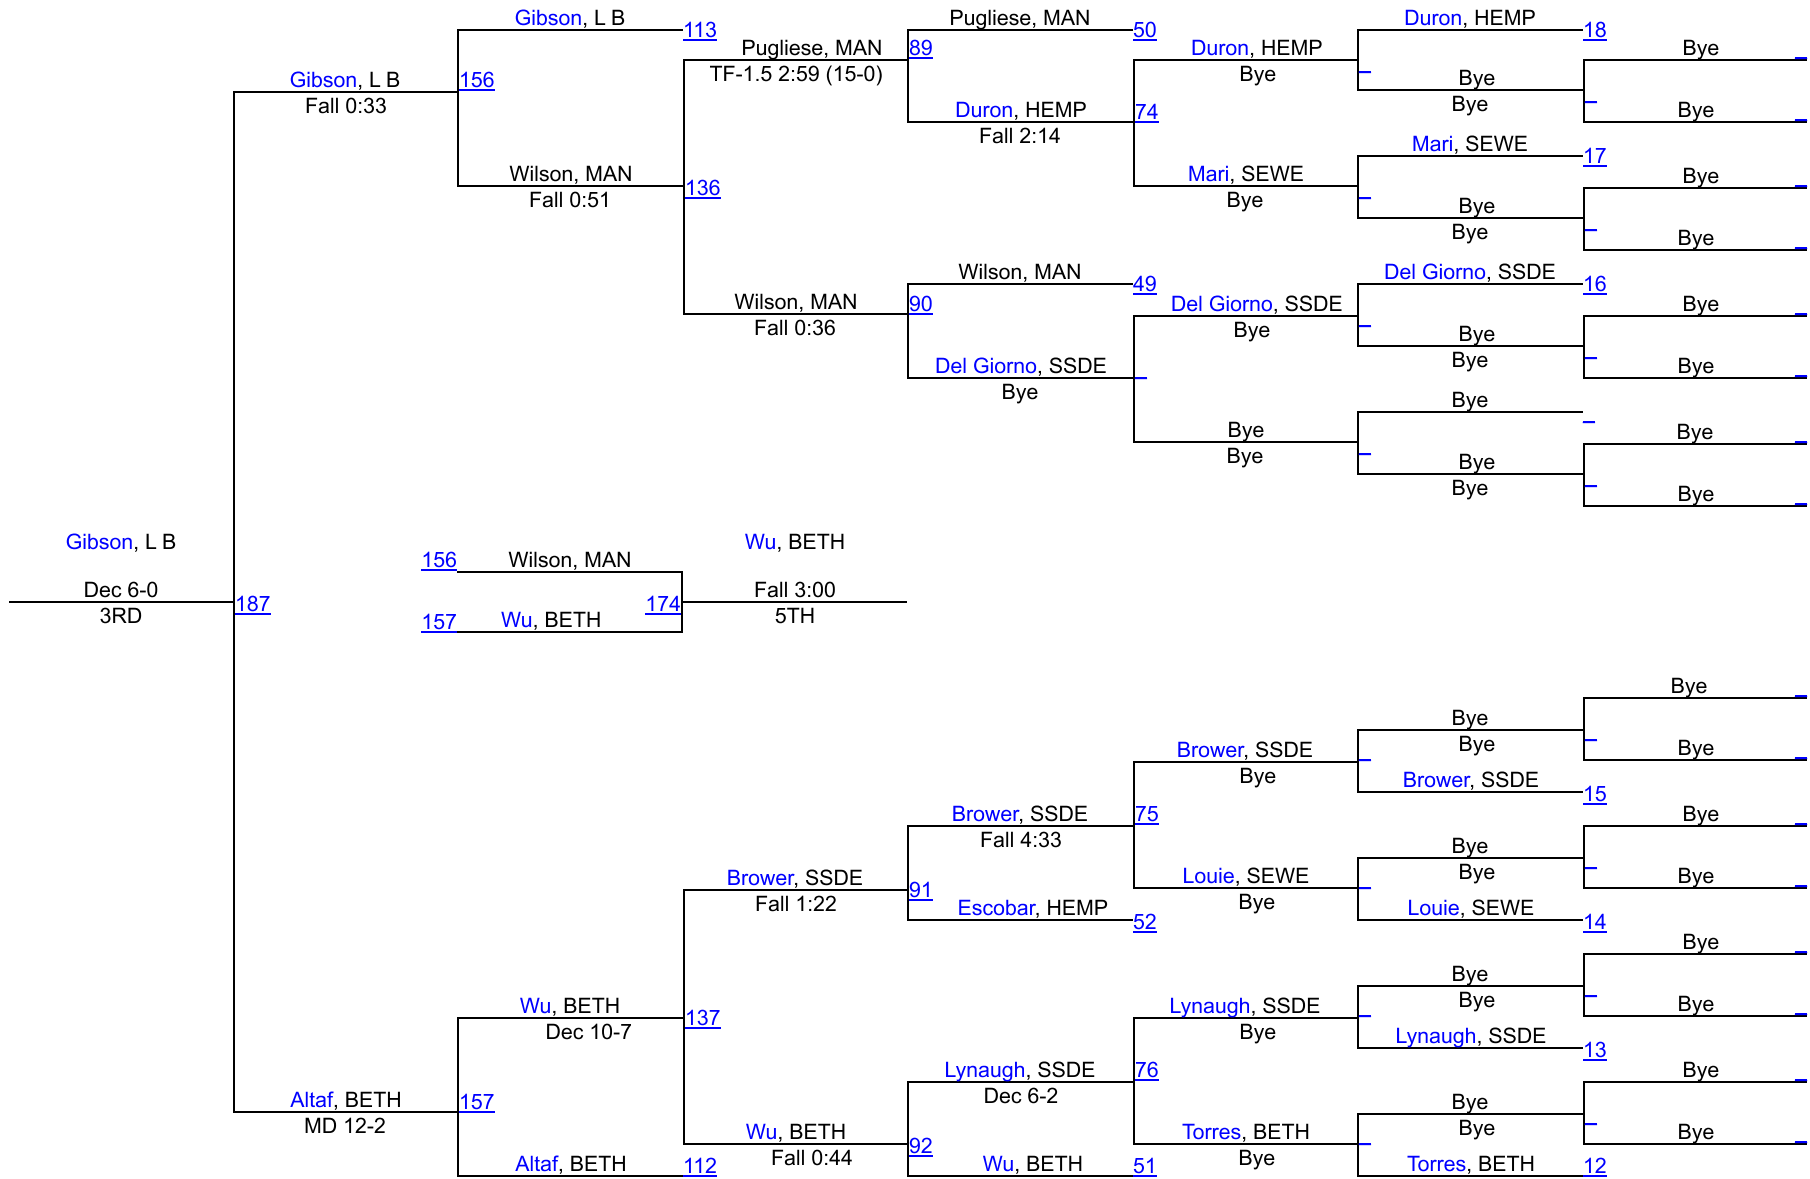 Gibson, L B
113
Pugliese, MAN
50
Duron, HEMP
18
Pugliese, MAN
89
Duron, HEMP
Bye
Gibson, L B
156
TF-1.5 2:59 (15-0)
Bye
Bye
Fall 0:33
Duron, HEMP
74
Bye
Bye
Fall 2:14
Mari, SEWE
17
Wilson, MAN
136
Mari, SEWE
Bye
Fall 0:51
Bye
Bye
Bye
Bye
Wilson, MAN
49
Del Giorno, SSDE
16
Wilson, MAN
90
Del Giorno, SSDE
Bye
Fall 0:36
Bye
Bye
Del Giorno, SSDE
Bye
Bye
Bye
Bye
Bye
Bye
Bye
Bye
Bye
Bye
Gibson, L B
Wu, BETH
156
Wilson, MAN
Dec 6-0
187
174
Fall 3:00
3RD
157
Wu, BETH
5TH
Bye
Bye
Brower, SSDE
Bye
Bye
Bye
Brower, SSDE
15
Brower, SSDE
75
Bye
Fall 4:33
Bye
Brower, SSDE
91
Louie, SEWE
Bye
Bye
Fall 1:22
Bye
Escobar, HEMP
52
Louie, SEWE
14
Bye
Bye
Wu, BETH
137
Lynaugh, SSDE
Bye
Bye
Dec 10-7
Bye
Lynaugh, SSDE
13
Lynaugh, SSDE
76
Bye
Dec 6-2
Altaf, BETH
157
Bye
MD 12-2
Wu, BETH
92
Torres, BETH
Bye
Bye
Fall 0:44
Bye
Altaf, BETH
112
Wu, BETH
51
Torres, BETH
12